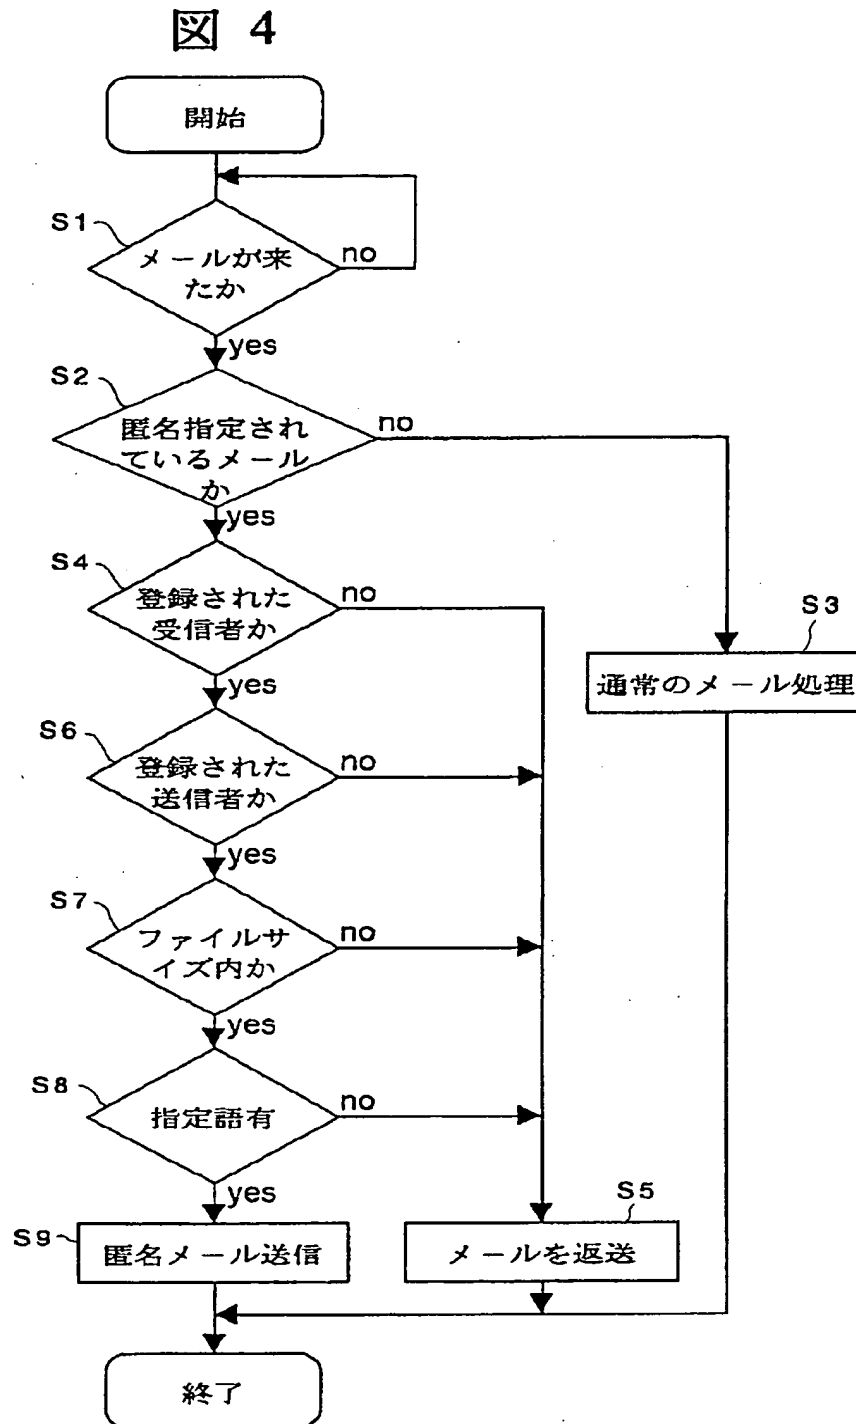 図 4
開始
S1
メールが来
たか
no
yes
S2
匿名指定され
ているメール
か
no
yes
S4
登録された
受信者か
no
S3
通常のメール処理
yes
S6
登録された
送信者か
no
yes
S7
ファイルサ
イズ内か
no
yes
S8
指定語有
no
yes
S9
匿名メール送信
S5
メールを返送
終了